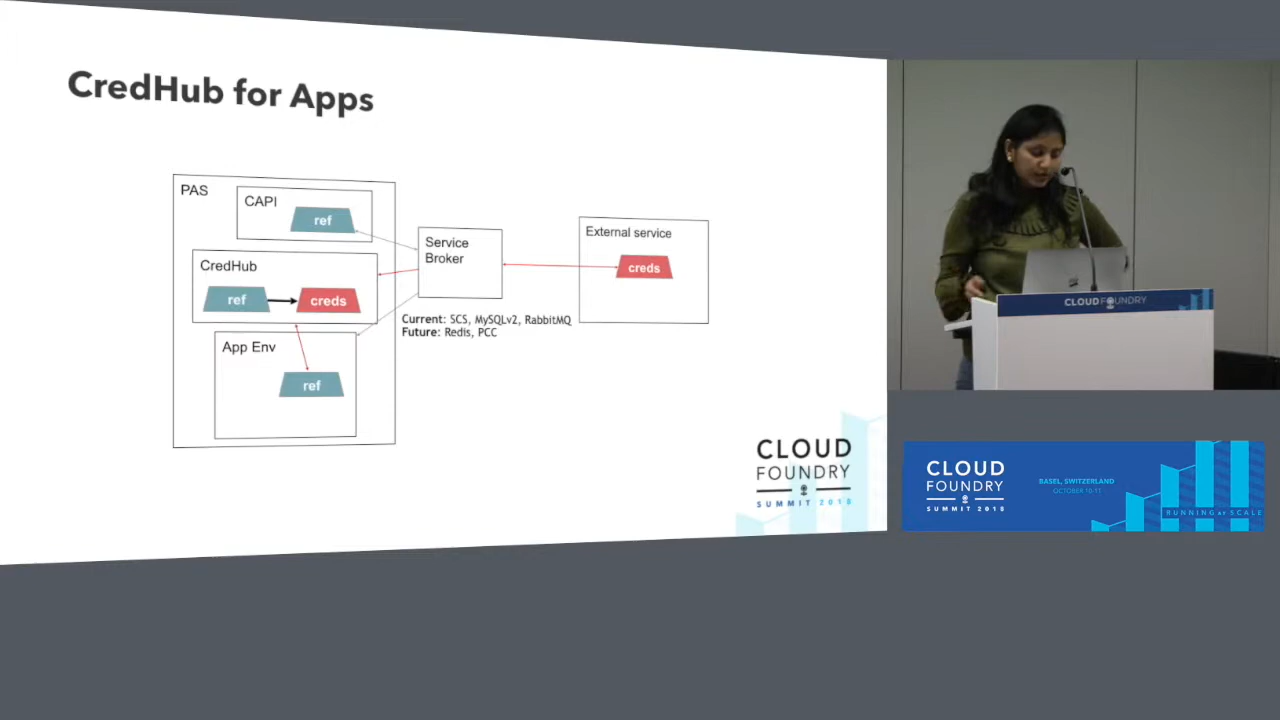 CredHub for Apps
PAS
CAPI
ref
CredHub
ref
creds
App Env
ref
Service
Broker
External service
creds
Current: SCS, MySQLv2, RabbitMQ
Future: Redis, PCC
CLOUD
FOUNDRY
SUMMIT 2018
CLOUD FOUNDRY
CLOUD
FOUNDRY
SUMMIT 2018
BASEL, SWITZERLAND
OCTOBER 10-11
RUNNING AT SCALE